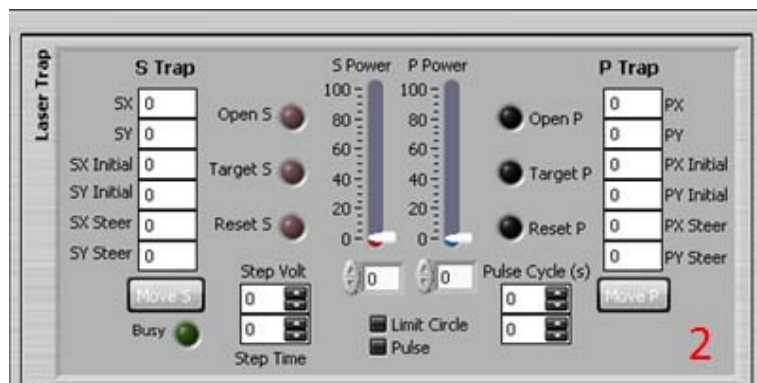 Laser Trap
S Trap
S Power
P Power
P Trap
SX 0
SY 0
SX Initial 0
SY Initial 0
SX Steer 0
SY Steer 0
Move S
Busy
Open S
Target S
Reset S
Step Volt
0
0
Step Time
100
80
60
40
20
0
0
100
80
60
40
20
0
0
Limit Circle
Pulse
Open P
Target P
Reset P
Pulse Cycle (s)
0
0
0 PX
0 PY
0 PX Initial
0 PY Initial
0 PX Steer
0 PY Steer
Move P
2